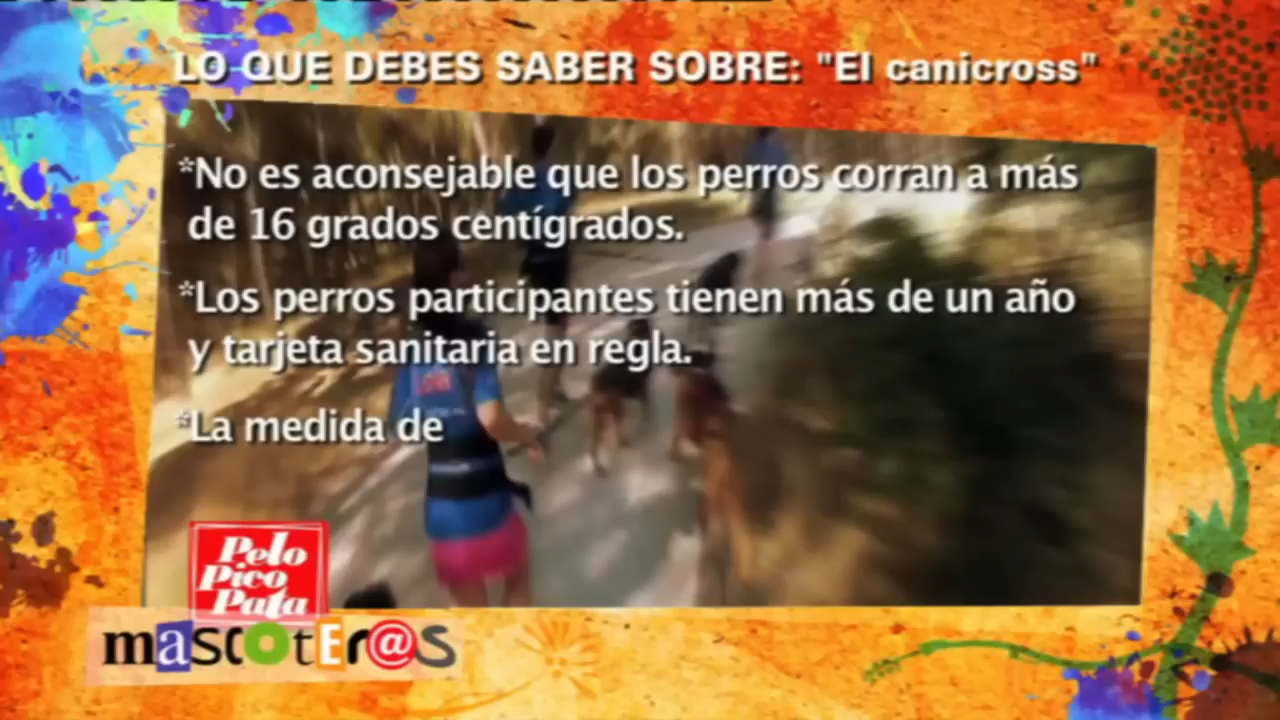 LO QUE DEBES SABER SOBRE: "El canicross"
*No es aconsejable que los perros corran a más
de 16 grados centígrados.
*Los perros participantes tienen más de un año
y tarjeta sanitaria en regla.
*La medida de
Pelo
Pico
Pata
mascoter@s